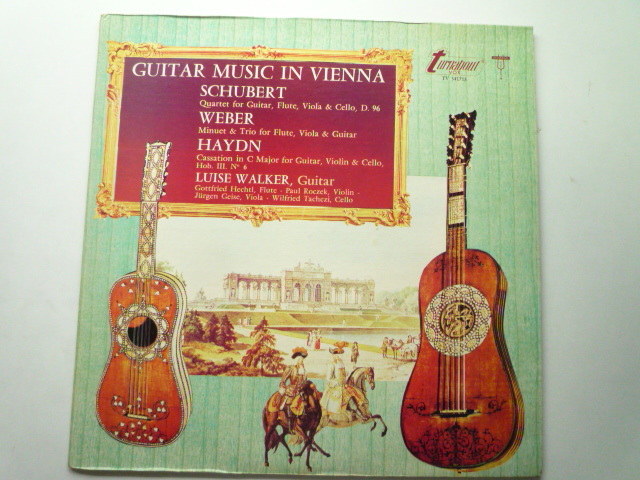 GUITAR MUSIC IN VIENNA
SCHUBERT
Quartet for Guitar, Flute, Viola & Cello, D. 96
WEBER
Minuet & Trio for Flute, Viola & Guitar
HAYDN
Cassation in C Major for Guitar, Violin & Cello,
Hob. III. Nº 6
LUISE WALKER, Guitar
Gottfried Hechtl, Flute - Paul Roczek, Violin -
Jürgen Geise, Viola - Wilfried Tachezi, Cello
turnabout
VOX